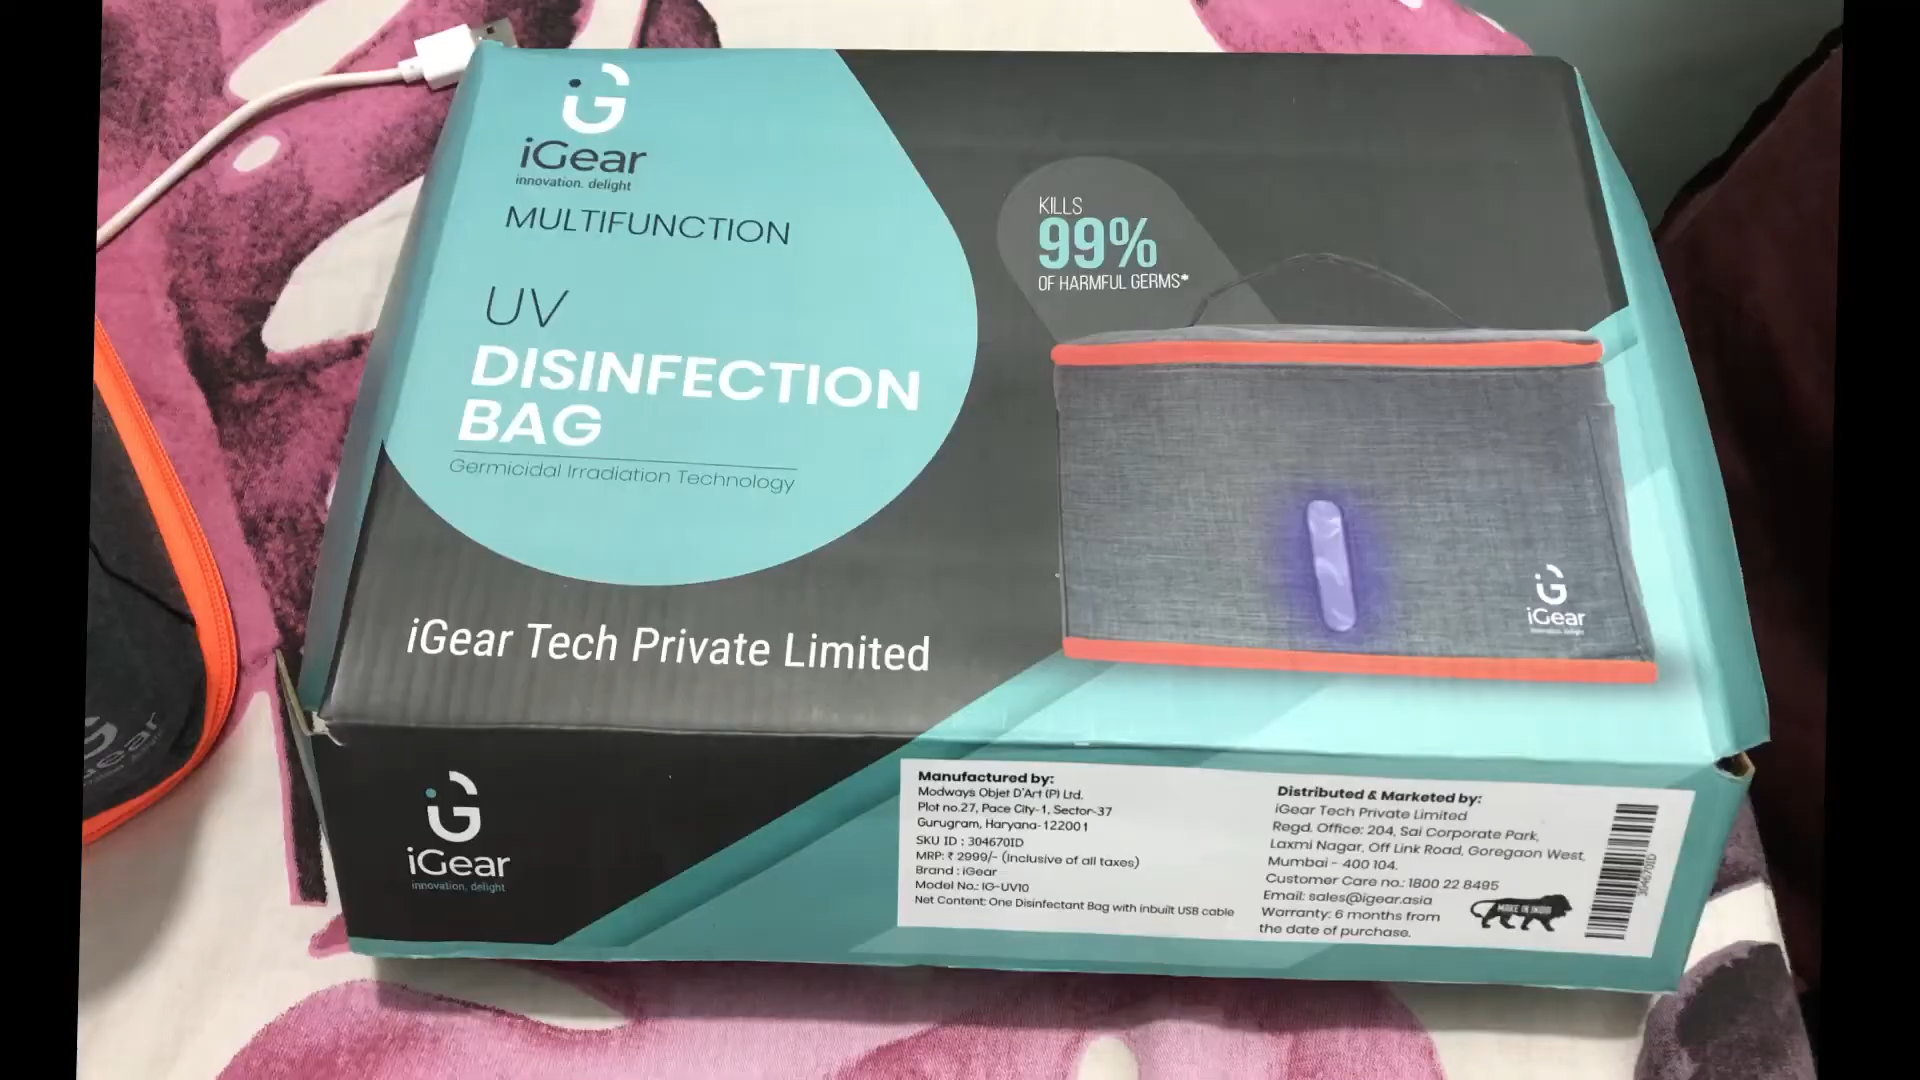 iGear
innovation. delight
MULTIFUNCTION
UV
DISINFECTION
BAG
Germicidal Irradiation Technology
KILLS
99%
OF HARMFUL GERMS*
iGear
iGear Tech Private Limited
iGear
innovation, delight
Manufactured by:
Modways Objet D'Art (P) Ltd.
Plot no.27, Pace City-1, Sector-37
Gurugram, Haryana-122001
SKU ID : 304670ID
MRP: ₹ 2999/- (Inclusive of all taxes)
Brand : iGear
Model No.: IG-UV10
Net Content: One Disinfectant Bag with inbuilt USB cable
Distributed & Marketed by:
iGear Tech Private Limited
Regd. Office: 204, Sai Corporate Park,
Laxmi Nagar, Off Link Road, Goregaon West,
Mumbai - 400 104.
Customer Care no.: 1800 22 8495
Email: sales@igear.asia
Warranty: 6 months from
the date of purchase.
MAKE IN INDIA
304670ID